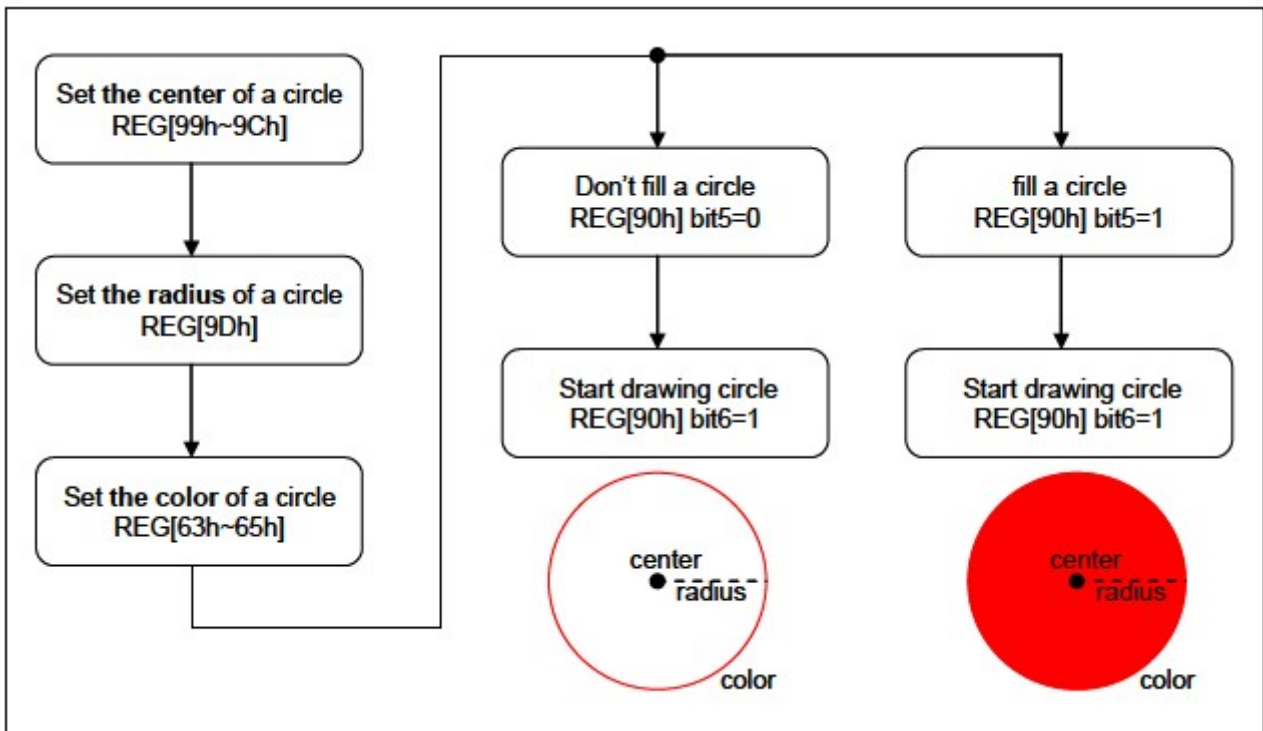 Set the center of a circle
REG[99h~9Ch]
Set the radius of a circle
REG[9Dh]
Set the color of a circle
REG[63h~65h]
Don't fill a circle
REG[90h] bit5=0
Start drawing circle
REG[90h] bit6=1
center
radius
color
fill a circle
REG[90h] bit5=1
Start drawing circle
REG[90h] bit6=1
center
radius
color